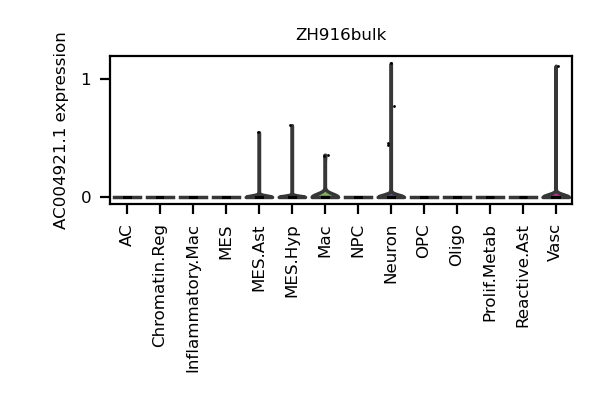 ZH916bulk
AC004921.1 expression
1
0
AC
Chromatin.Reg
Inflammatory.Mac
MES
MES.Ast
MES.Hyp
Mac
NPC
Neuron
OPC
Oligo
Prolif.Metab
Reactive.Ast
Vasc